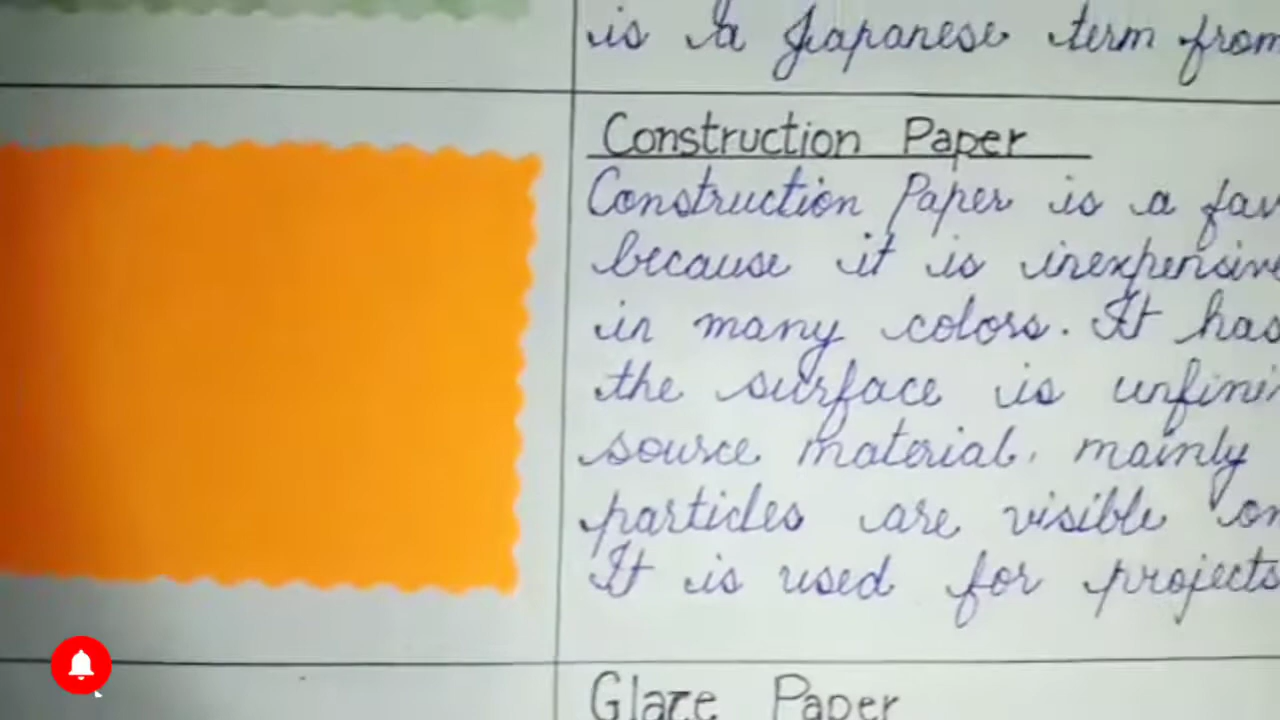 is a Japanese term from
Construction Paper
Construction Paper is a fav
because it is inexpensive
in many colors. It has
the surface is unfini
source material. mainly
particles are visible on
It is used for projects
Glaze Paper